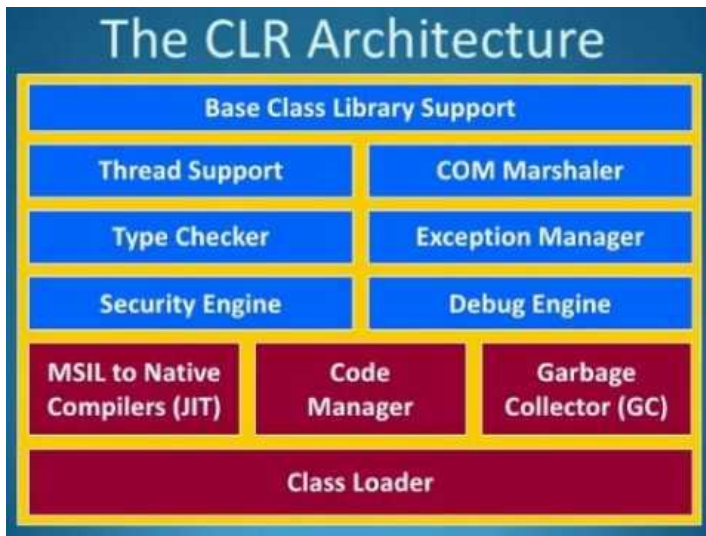 The CLR Architecture
Base Class Library Support
Thread Support
COM Marshaler
Type Checker
Exception Manager
Security Engine
Debug Engine
MSIL to Native
Compilers (JIT)
Code
Manager
Garbage
Collector (GC)
Class Loader